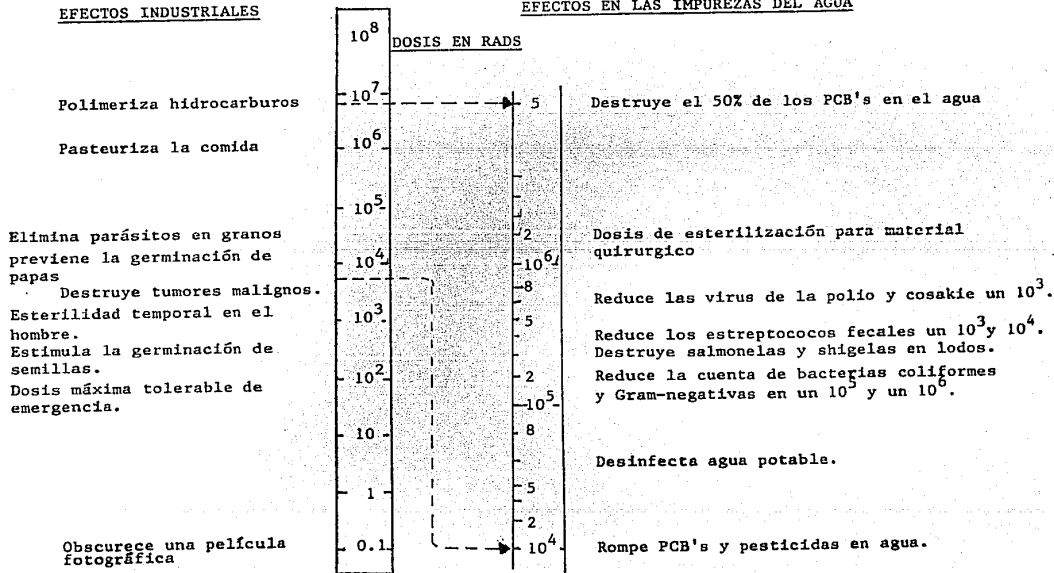 EFECTOS INDUSTRIALES
EFECTOS EN LAS IMPUREZAS DEL AGUA
DOSIS EN RADS
10^8
10^7
10^6
10^5
10^4
10^3
10^2
10
1
0.1
Polimeriza hidrocarburos
Pasteuriza la comida
Elimina parásitos en granos
previene la germinación de
papas
Destruye tumores malignos.
Esterilidad temporal en el
hombre.
Estimula la germinación de
semillas.
Dosis máxima tolerable de
emergencia.
Obscurece una película
fotográfica
5
2
10^6
8
5
2
10^5
8
5
2
10^4
Destruye el 50% de los PCB's en el agua
Dosis de esterilización para material
quirurgico
Reduce las virus de la polio y cosakie un 10^3.
Reduce los estreptococos fecales un 10^3 y 10^4.
Destruye salmonelas y shigelas en lodos.
Reduce la cuenta de bacterias coliformes
y Gram-negativas en un 10^5 y un 10^6.
Desinfecta agua potable.
Rompe PCB's y pesticidas en agua.